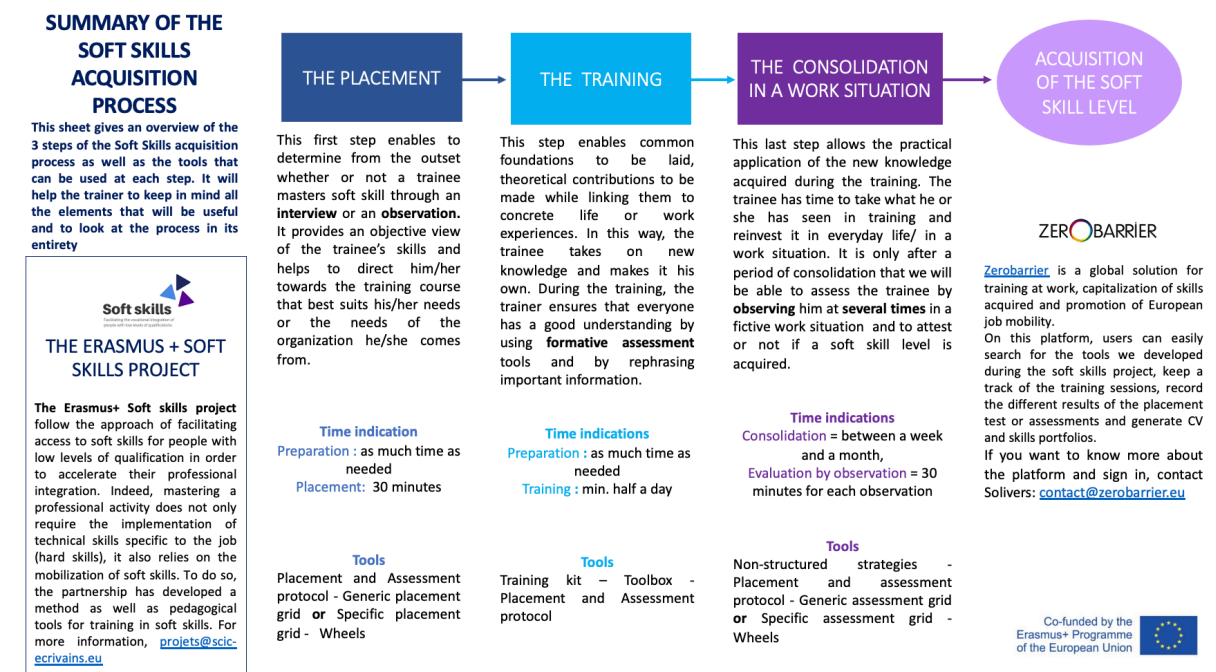 SUMMARY OF THE
SOFT SKILLS
ACQUISITION
PROCESS
This sheet gives an overview of the
3 steps of the Soft Skills acquisition
process as well as the tools that
can be used at each step. It will
help the trainer to keep in mind all
the elements that will be useful
and to look at the process in its
entirety
Soft skills
Facilitating the vocational integration of
people with low levels of qualifications.
THE ERASMUS + SOFT
SKILLS PROJECT
The Erasmus+ Soft skills project
follow the approach of facilitating
access to soft skills for people with
low levels of qualification in order
to accelerate their professional
integration. Indeed, mastering a
professional activity does not only
require the implementation of
technical skills specific to the job
(hard skills), it also relies on the
mobilization of soft skills. To do so,
the partnership has developed a
method as well as pedagogical
tools for training in soft skills. For
more information, projets@scic-
ecrivains.eu
THE PLACEMENT
This first step enables to
determine from the outset
whether or not a trainee
masters soft skill through an
interview or an observation.
It provides an objective view
of the trainee's skills and
helps to direct him/her
towards the training course
that best suits his/her needs
or the needs of the
organization he/she comes
from.
Time indication
Preparation : as much time as
needed
Placement: 30 minutes
Tools
Placement and Assessment
protocol - Generic placement
grid or Specific placement
grid - Wheels
THE TRAINING
This step enables common
foundations to be laid,
theoretical contributions to be
made while linking them to
concrete life or work
experiences. In this way, the
trainee takes on new
knowledge and makes it his
own. During the training, the
trainer ensures that everyone
has a good understanding by
using formative assessment
tools and by rephrasing
important information.
Time indications
Preparation : as much time as
needed
Training : min. half a day
Tools
Training kit – Toolbox -
Placement and Assessment
protocol
THE CONSOLIDATION
IN A WORK SITUATION
This last step allows the practical
application of the new knowledge
acquired during the training. The
trainee has time to take what he or
she has seen in training and
reinvest it in everyday life/ in a
work situation. It is only after a
period of consolidation that we will
be able to assess the trainee by
observing him at several times in a
fictive work situation and to attest
or not if a soft skill level is
acquired.
Time indications
Consolidation = between a week
and a month,
Evaluation by observation = 30
minutes for each observation
Tools
Non-structured strategies -
Placement and assessment
protocol - Generic assessment grid
or Specific assessment grid -
Wheels
ACQUISITION
OF THE SOFT
SKILL LEVEL
ZEROBARRIER
Zerobarrier is a global solution for
training at work, capitalization of skills
acquired and promotion of European
job mobility.
On this platform, users can easily
search for the tools we developed
during the soft skills project, keep a
track of the training sessions, record
the different results of the placement
test or assessments and generate CV
and skills portfolios.
If you want to know more about
the platform and sign in, contact
Solivers: contact@zerobarrier.eu
Co-funded by the
Erasmus+ Programme
of the European Union